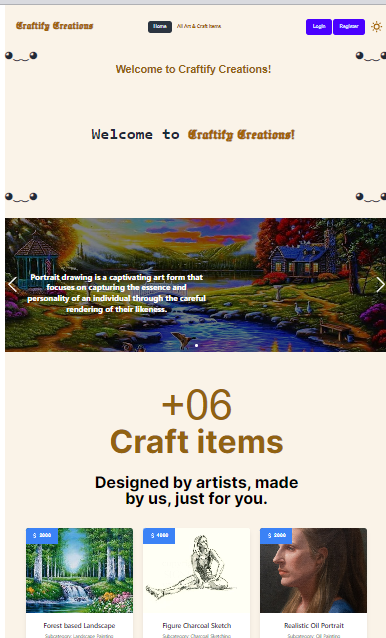 Craftify Creations
Home
All Art & Craft Items
Login
Register
Welcome to Craftify Creations!
Welcome to Craftify Creations!
Portrait drawing is a captivating art form that
focuses on capturing the essence and
personality of an individual through the careful
rendering of their likeness.
+06
Craft items
Designed by artists, made
by us, just for you.
$ 3000
$ 4000
$ 2000
Forest based Landscape
Figure Charcoal Sketch
Realistic Oil Portrait
Subcategory: Landscape Painting
Subcategory: Charcoal Sketching
Subcategory: Oil Painting